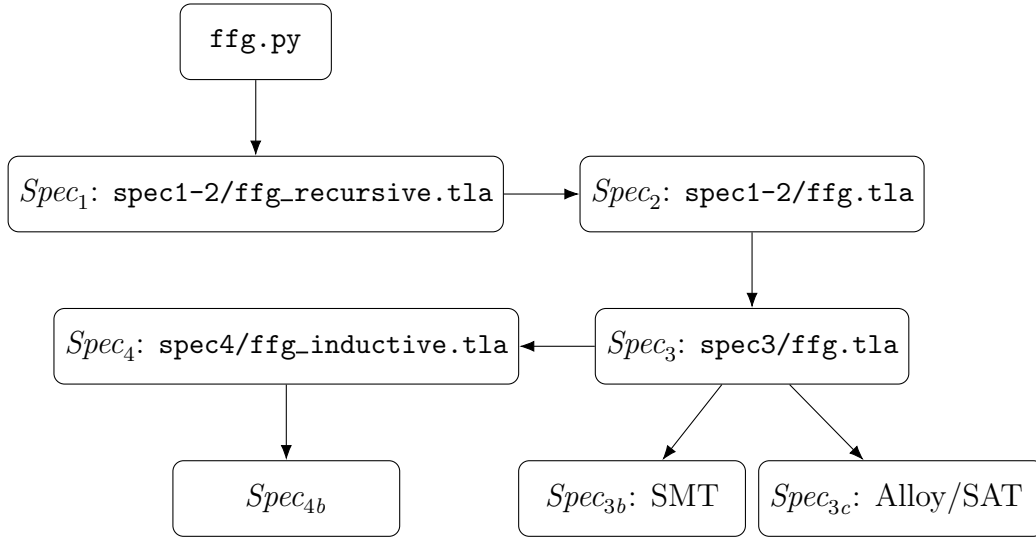 ffg.py
Spec1: spec1-2/ffg_recursive.tla
Spec2: spec1-2/ffg.tla
Spec4: spec4/ffg_inductive.tla
Spec3: spec3/ffg.tla
Spec4b
Spec3b: SMT
Spec3c: Alloy/SAT